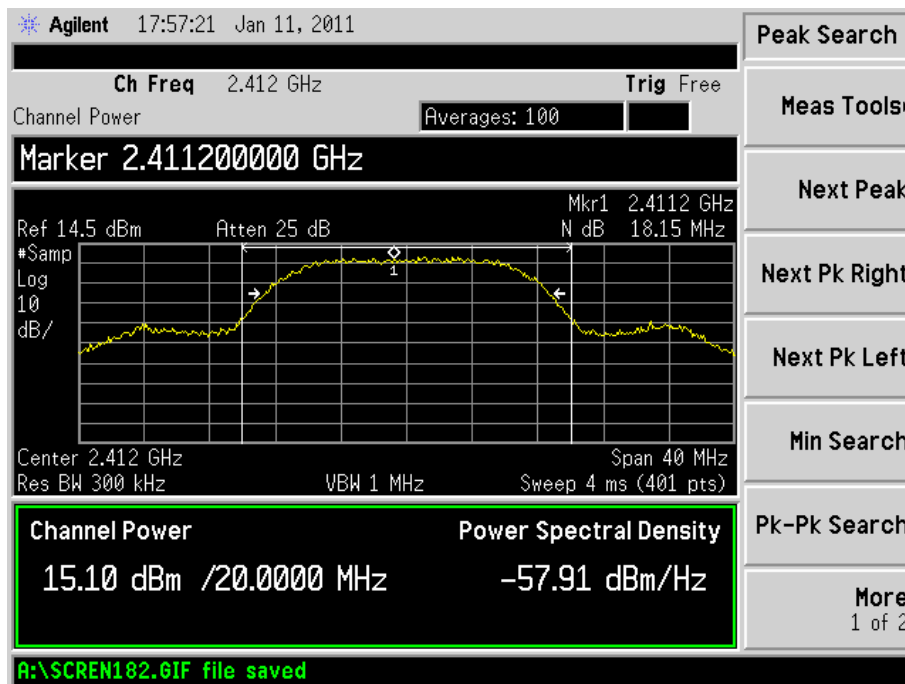 Agilent 17:57:21 Jan 11, 2011
Peak Search
Ch Freq 2.412 GHz Trig Free
Channel Power Averages: 100
Meas Tools
Marker 2.411200000 GHz
Next Peak
Mkr1 2.4112 GHz
Ref 14.5 dBm Atten 25 dB N dB 18.15 MHz
#Samp
Log
10
dB/
1
Next Pk Right
Next Pk Left
Min Search
Center 2.412 GHz Span 40 MHz
Res BW 300 kHz VBW 1 MHz Sweep 4 ms (401 pts)
Channel Power Power Spectral Density
Pk-Pk Search
15.10 dBm /20.0000 MHz -57.91 dBm/Hz
More
1 of 2
A:\SCREN182.GIF file saved